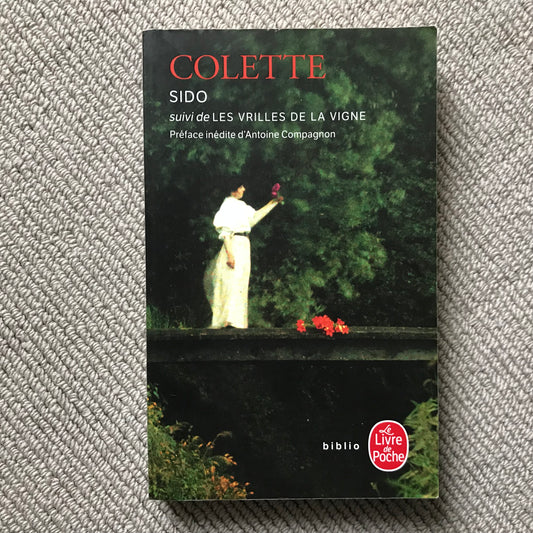 COLETTE
SIDO
suivi de LES VRILLES DE LA VIGNE
Préface inédite d'Antoine Compagnon
biblio
Le
Livre
de
Poche